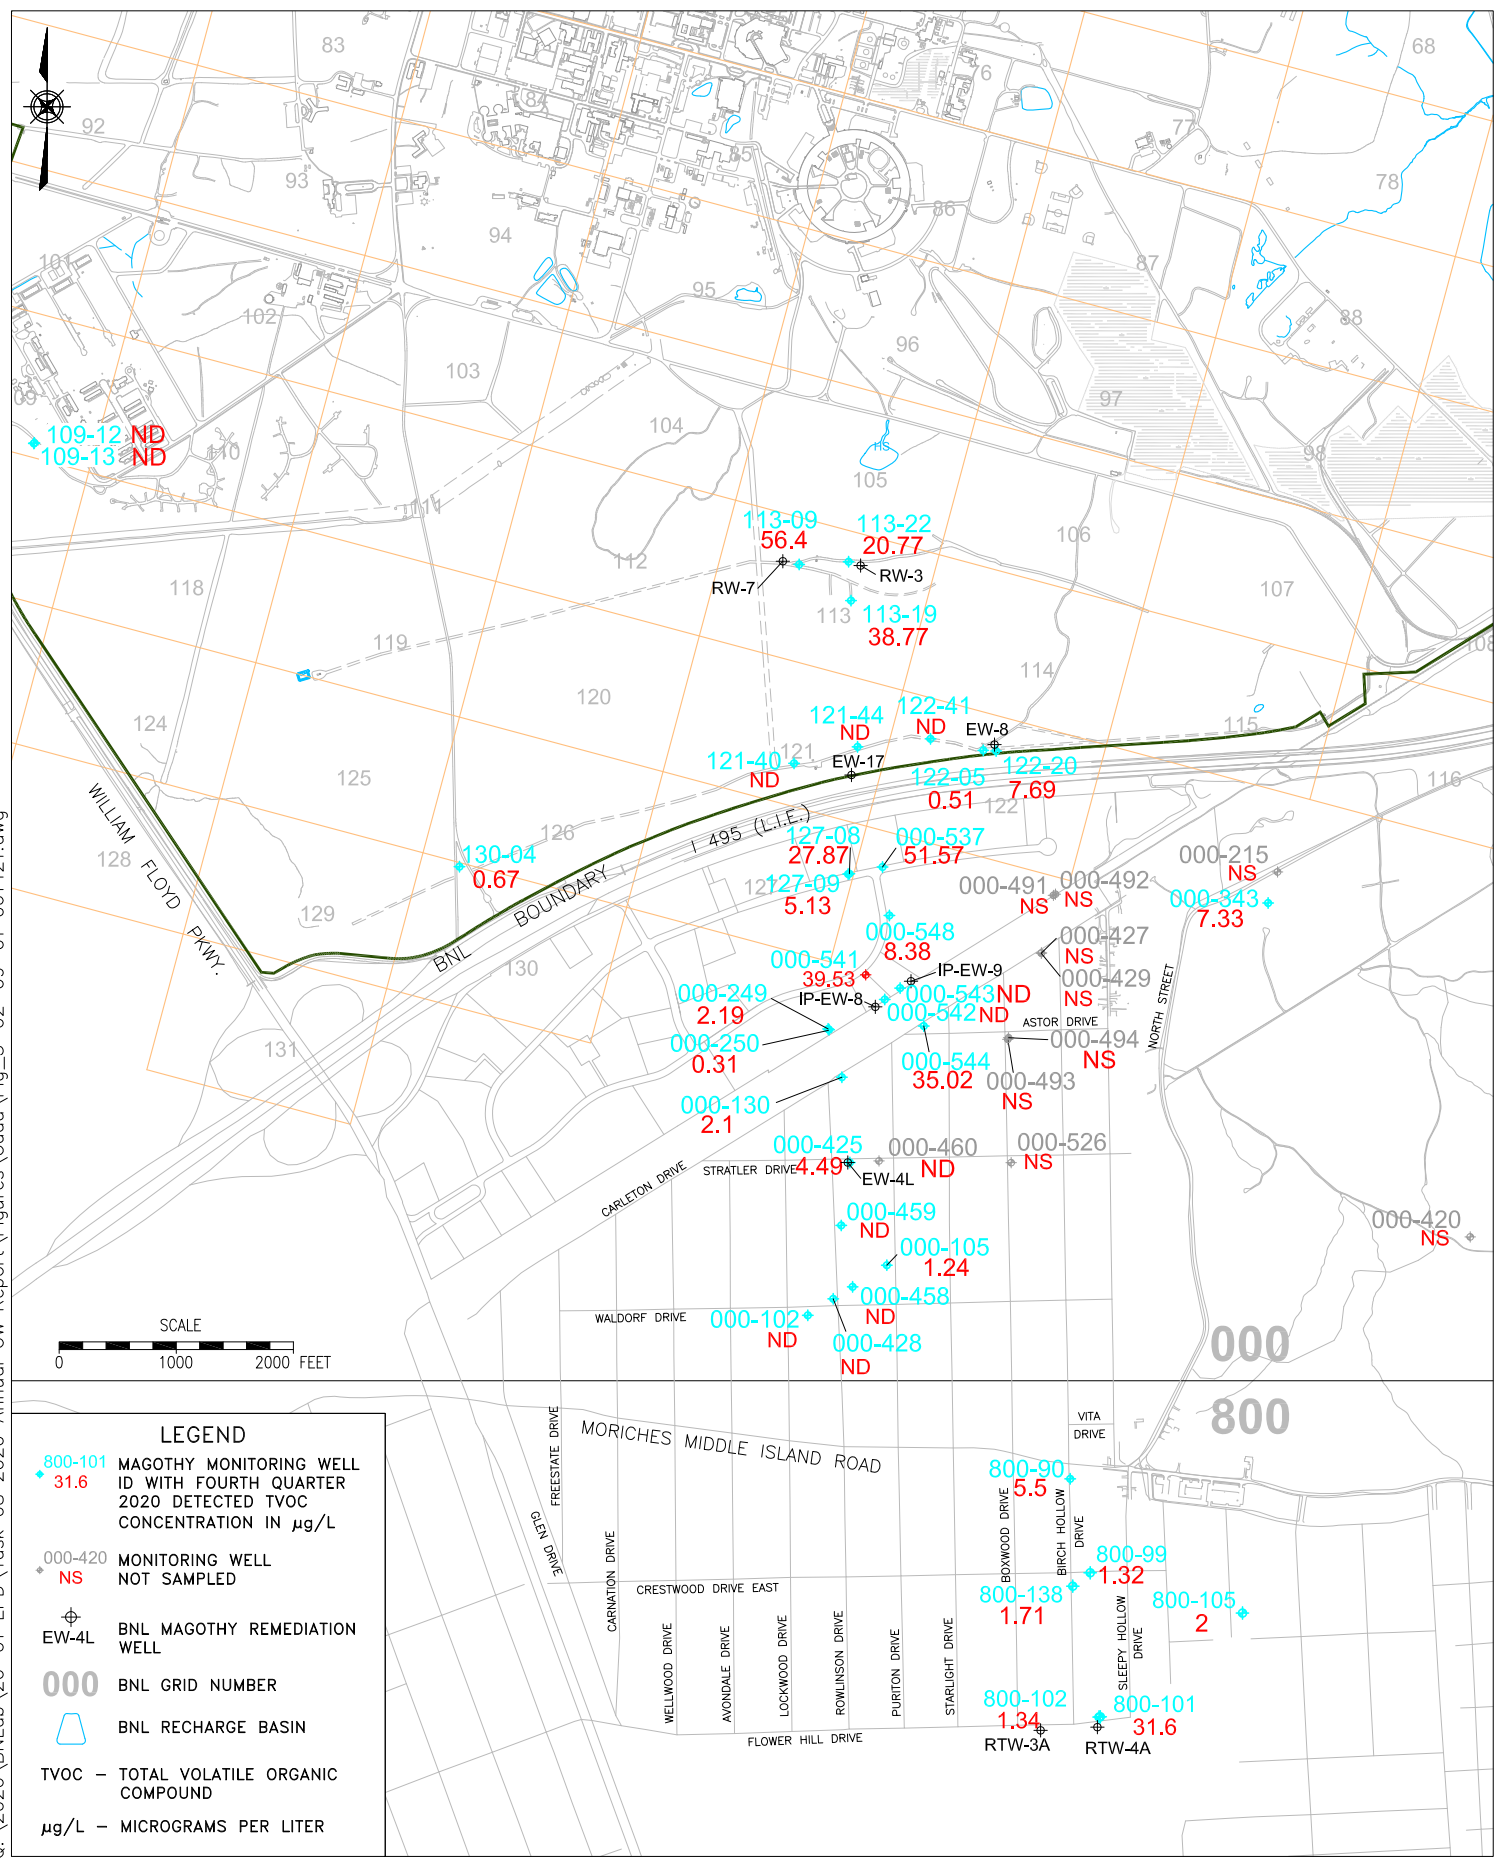 83
68
84
6
92
77
85
93
78
86
94
101
87
95
102
88
96
103
97
09
104
98
HS
109-12 ND
109-13 ND
110
105
111
106
112
113-09
56.4
113-22
20.77
RW-7
RW-3
118
107
113
113-19
38.77
119
108
114
120
124
122-41
ND
121-44
ND
115
EW-8
121
121-40
ND
EW-17
122-05
0.51
122-20
7.69
125
116
122
WILLIAM FLOYD PKWY.
I 495 (L.I.E.)
126
127-08
27.87
000-537
51.57
128
130-04
0.67
000-215
NS
127
127-09
5.13
000-491
NS
000-492
NS
000-343
7.33
BNL BOUNDARY
129
000-548
8.38
000-427
NS
130
000-541
39.53
IP-EW-9
000-429
NS
000-249
2.19
IP-EW-8
000-543 ND
000-542 ND
ASTOR DRIVE
NORTH STREET
131
000-250
0.31
000-494
NS
000-544
35.02
000-493
NS
000-130
2.1
000-425
4.49
000-460
ND
000-526
NS
STRATLER DRIVE
EW-4L
CARLETON DRIVE
000-459
ND
000-420
NS
000-105
1.24
000-458
ND
WALDORF DRIVE
000-102
ND
000-428
ND
SCALE
0 1000 2000 FEET
000
800
MORICHES MIDDLE ISLAND ROAD
VITA
DRIVE
FREESTATE DRIVE
GLEN DRIVE
CARNATION DRIVE
800-90
5.5
BOXWOOD DRIVE
BIRCH HOLLOW
DRIVE
800-99
1.32
CRESTWOOD DRIVE EAST
800-138
1.71
800-105
2
SLEEPY HOLLOW
DRIVE
WELLWOOD DRIVE
AVONDALE DRIVE
LOCKWOOD DRIVE
ROWLINSON DRIVE
PURITON DRIVE
STARLIGHT DRIVE
800-102
1.34
800-101
31.6
FLOWER HILL DRIVE
RTW-3A
RTW-4A
LEGEND
800-101
31.6
MAGOTHY MONITORING WELL
ID WITH FOURTH QUARTER
2020 DETECTED TVOC
CONCENTRATION IN µg/L
000-420
NS
MONITORING WELL
NOT SAMPLED
EW-4L
BNL MAGOTHY REMEDIATION
WELL
000 BNL GRID NUMBER
BNL RECHARGE BASIN
TVOC – TOTAL VOLATILE ORGANIC
COMPOUND
µg/L – MICROGRAMS PER LITER